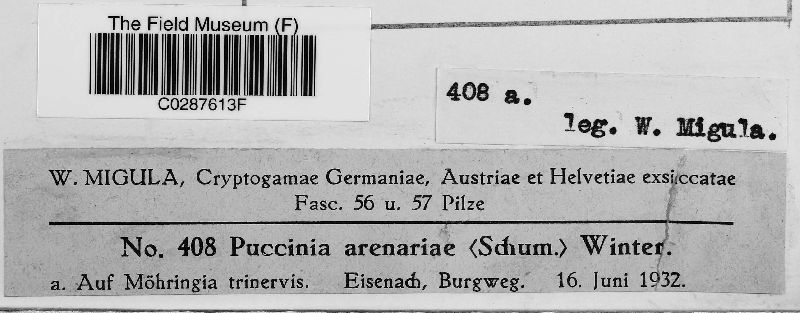 The Field Museum (F)
C0287613F
408 a.
leg. W. Migula.
W. MIGULA, Cryptogamae Germaniae, Austriae et Helvetiae exsiccatae
Fasc. 56 u. 57 Pilze
No. 408 Puccinia arenariae ‹Schum.› Winter.
a. Auf Möhringia trinervis. Eisenach, Burgweg. 16. Juni 1932.